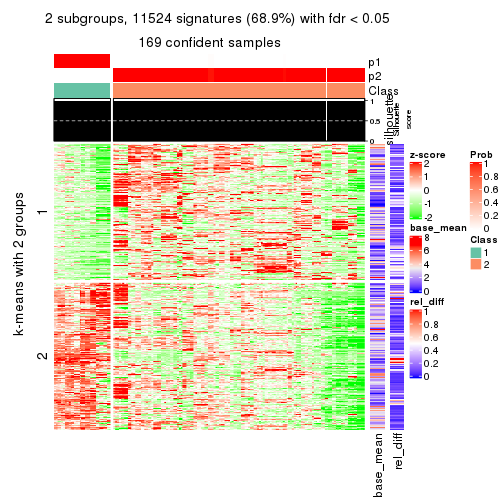 2 subgroups, 11524 signatures (68.9%) with fdr < 0.05
169 confident samples
p1
p2
Class
silhouette
Silhouette
score
1
0.5
0
k-means with 2 groups
1
2
base_mean
rel_diff
z-score
2
1
0
-1
-2
base_mean
8
6
4
2
0
rel_diff
1
0.8
0.6
0.4
0.2
0
Prob
1
0.8
0.6
0.4
0.2
0
Class
1
2